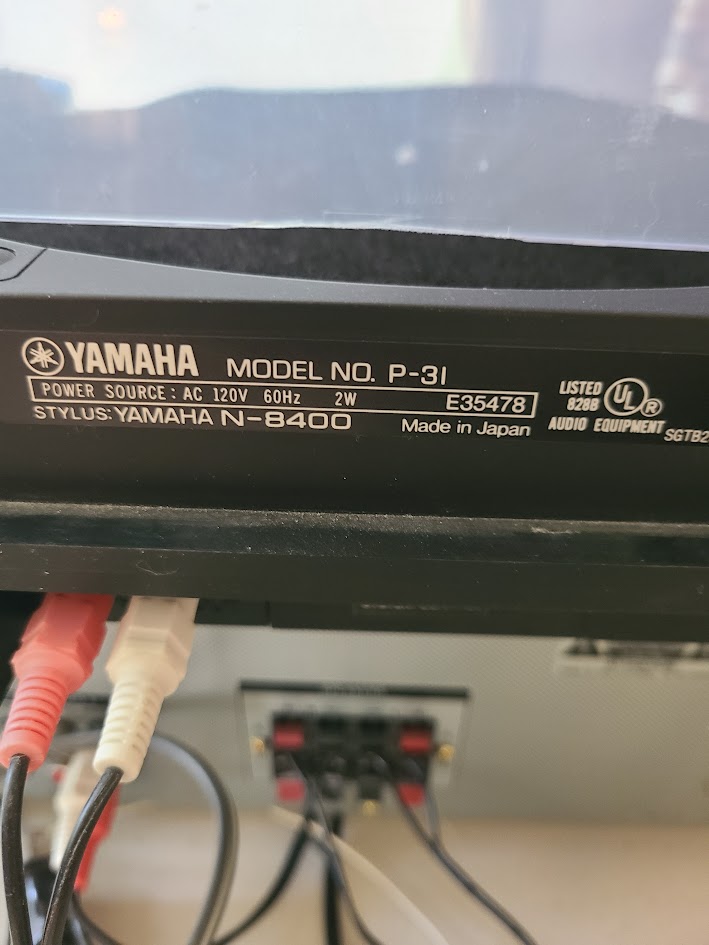 YAMAHA MODEL NO. P-31
POWER SOURCE: AC 120V 60Hz 2W E35478
STYLUS: YAMAHA N-8400 Made in Japan
LISTED
828B
UL R
AUDIO EQUIPMENT
SGTB2